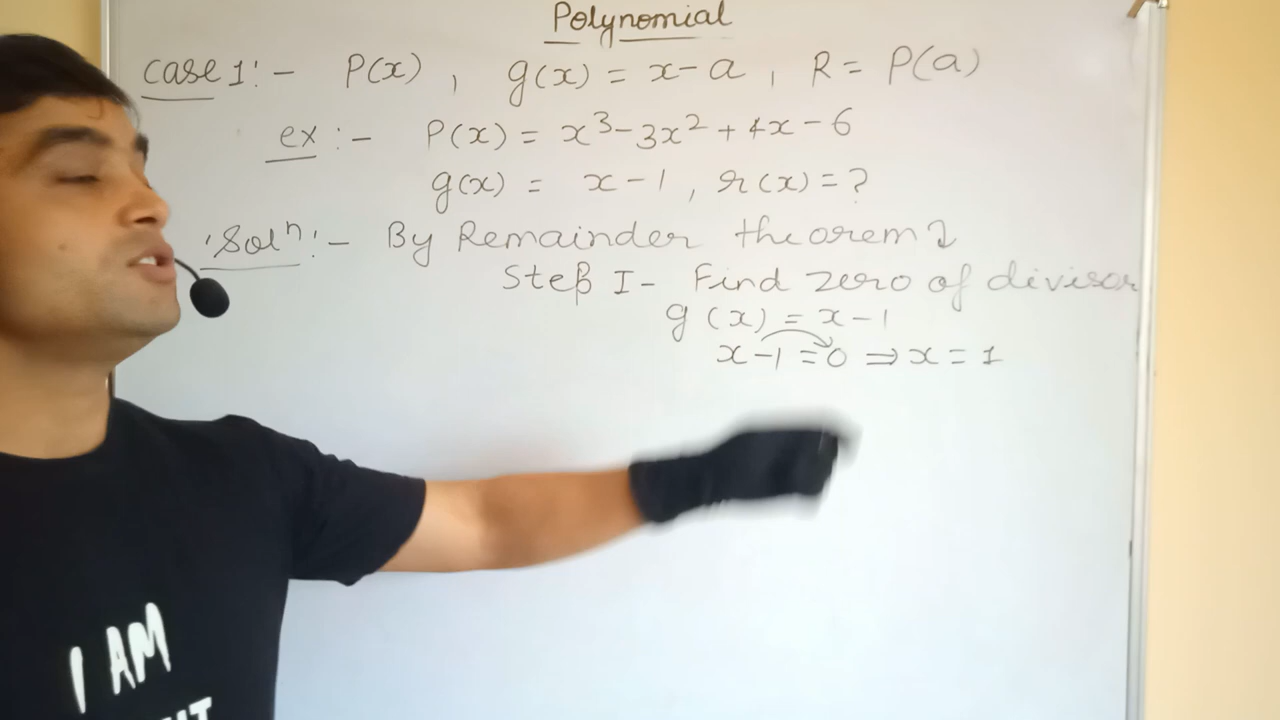 Polynomial
case 1:- P(x), g(x) = x-a, R = P(a)
ex:- P(x) = x³-3x²+4x-6
g(x) = x-1, r(x) = ?
Solⁿ:- By Remainder theorem
Step I- Find zero of divisor
g(x) = x-1
x-1=0 ⇒ x = 1
I AM